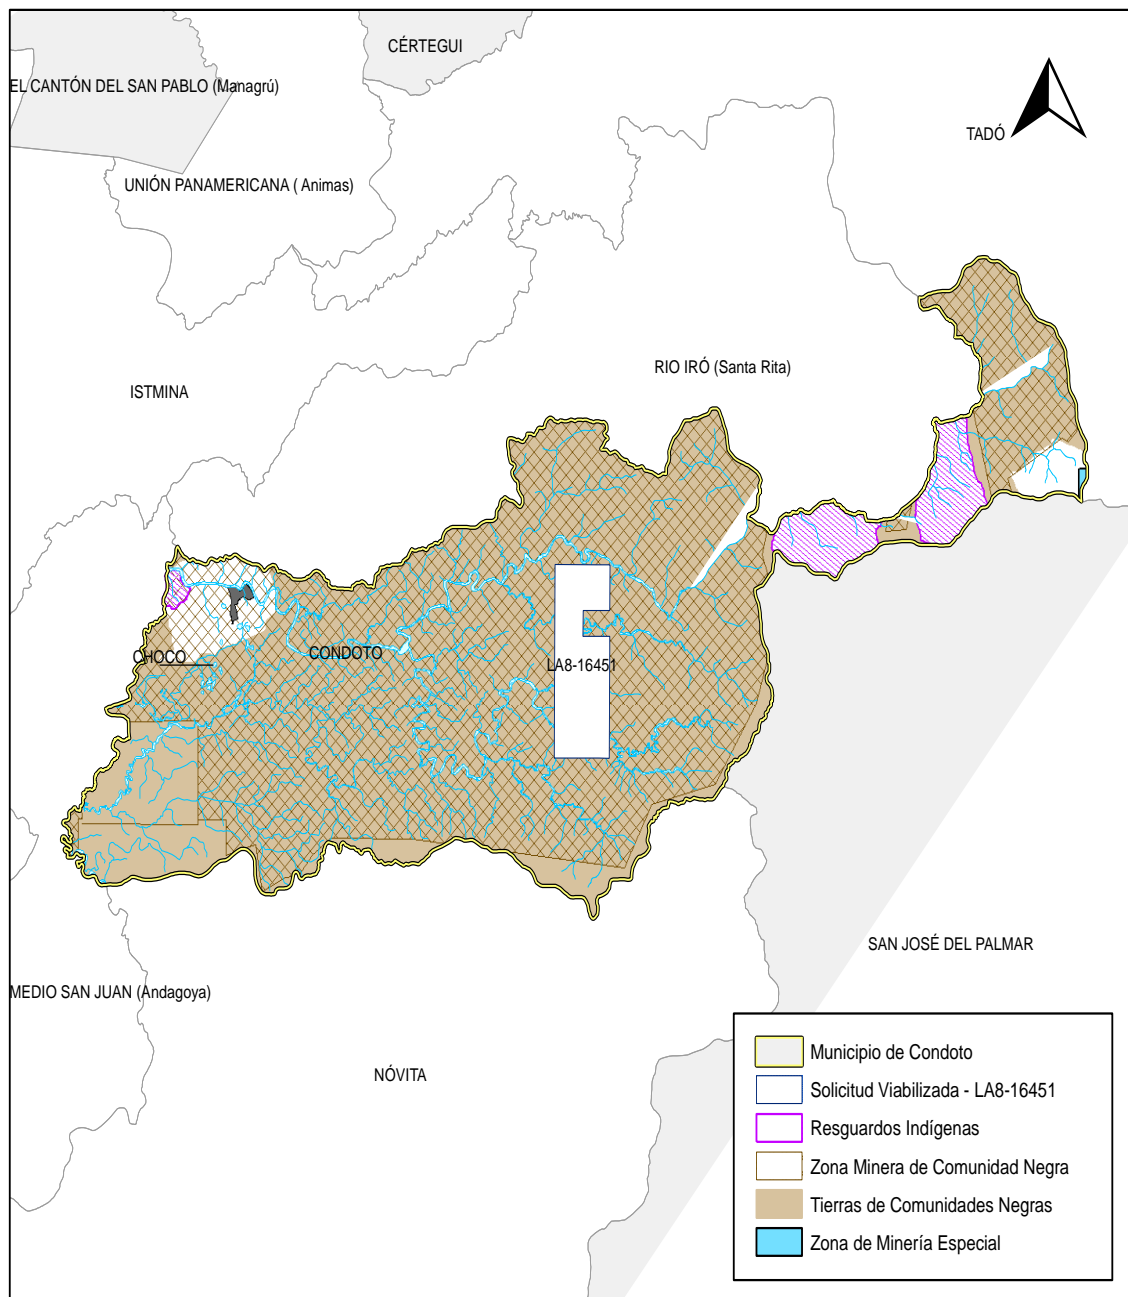 CÉRTEGUI
EL CANTÓN DEL SAN PABLO (Managrú)
TADÓ
UNIÓN PANAMERICANA ( Animas)
RIO IRÓ (Santa Rita)
ISTMINA
CHOCO
CONDOTO
LA8-16451
SAN JOSÉ DEL PALMAR
MEDIO SAN JUAN (Andagoya)
NÓVITA
Municipio de Condoto
Solicitud Viabilizada - LA8-16451
Resguardos Indígenas
Zona Minera de Comunidad Negra
Tierras de Comunidades Negras
Zona de Minería Especial